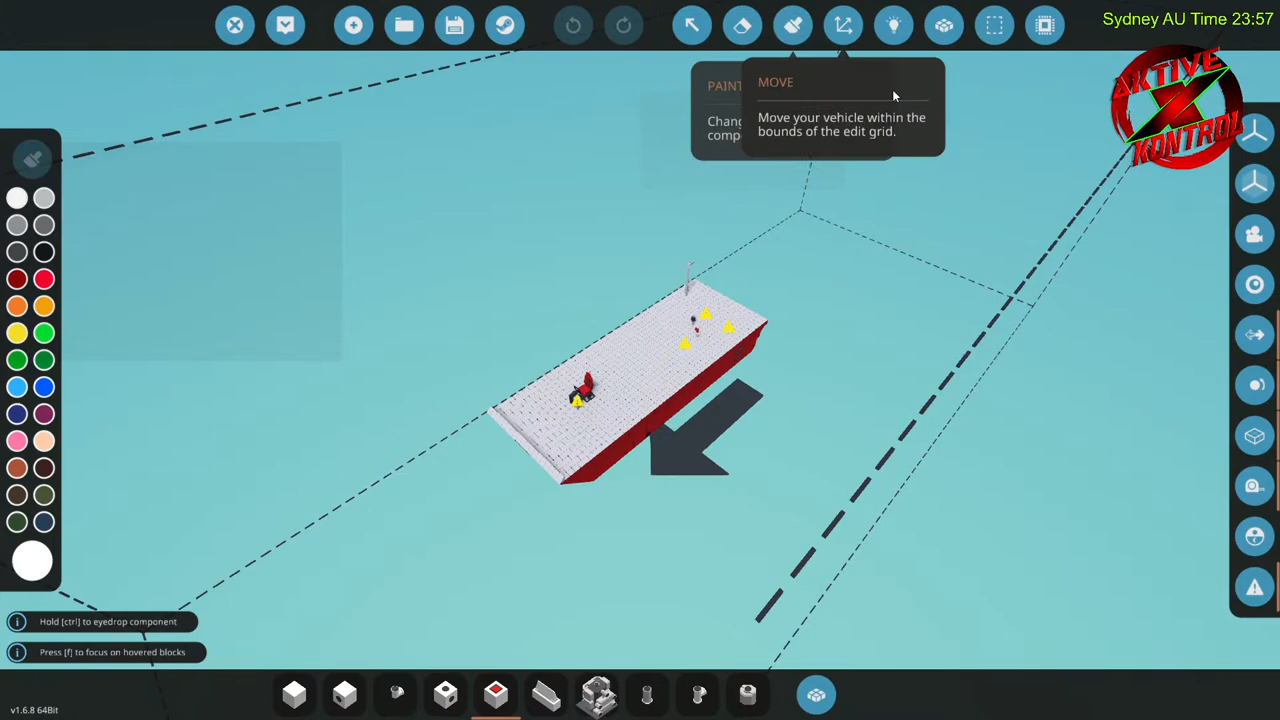 Sydney AU Time 23:57
AKTIVE
X
KONTROL
PAINT
Chang
compo
MOVE
Move your vehicle within the
bounds of the edit grid.
Hold [ctrl] to eyedrop component
Press [f] to focus on hovered blocks
v1.6.8 64Bit